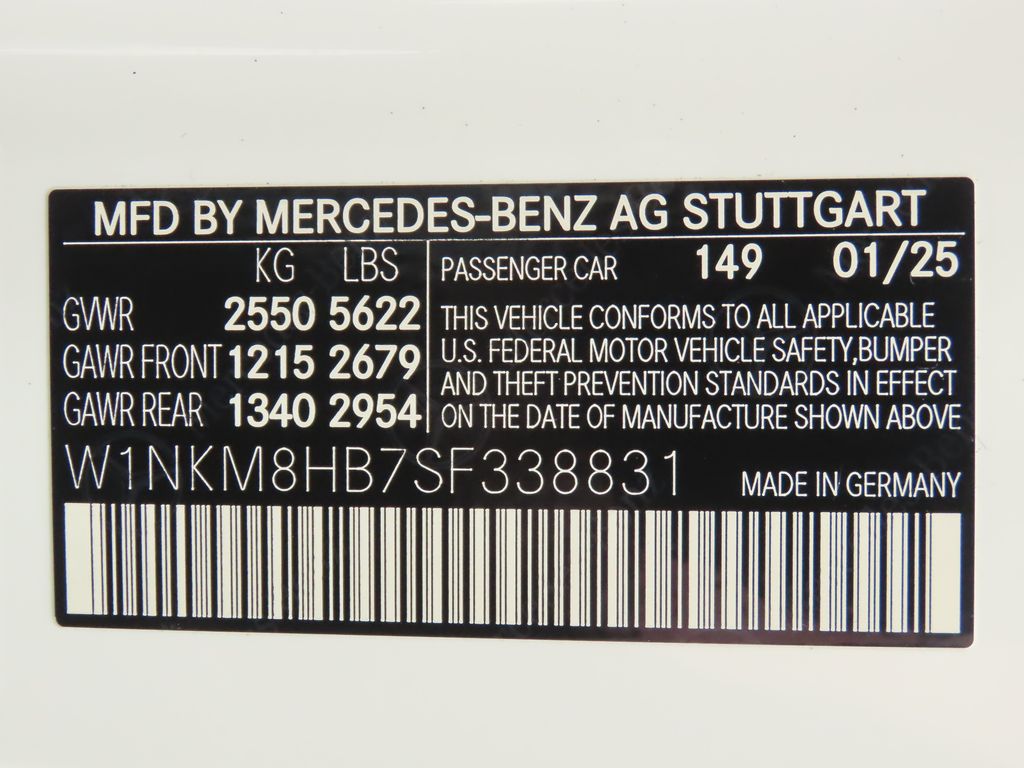 MFD BY MERCEDES-BENZ AG STUTTGART
KG LBS
GVWR 2550 5622
GAWR FRONT 1215 2679
GAWR REAR 1340 2954
PASSENGER CAR 149 01/25
THIS VEHICLE CONFORMS TO ALL APPLICABLE
U.S. FEDERAL MOTOR VEHICLE SAFETY,BUMPER
AND THEFT PREVENTION STANDARDS IN EFFECT
ON THE DATE OF MANUFACTURE SHOWN ABOVE
W1NKM8HB7SF338831
MADE IN GERMANY